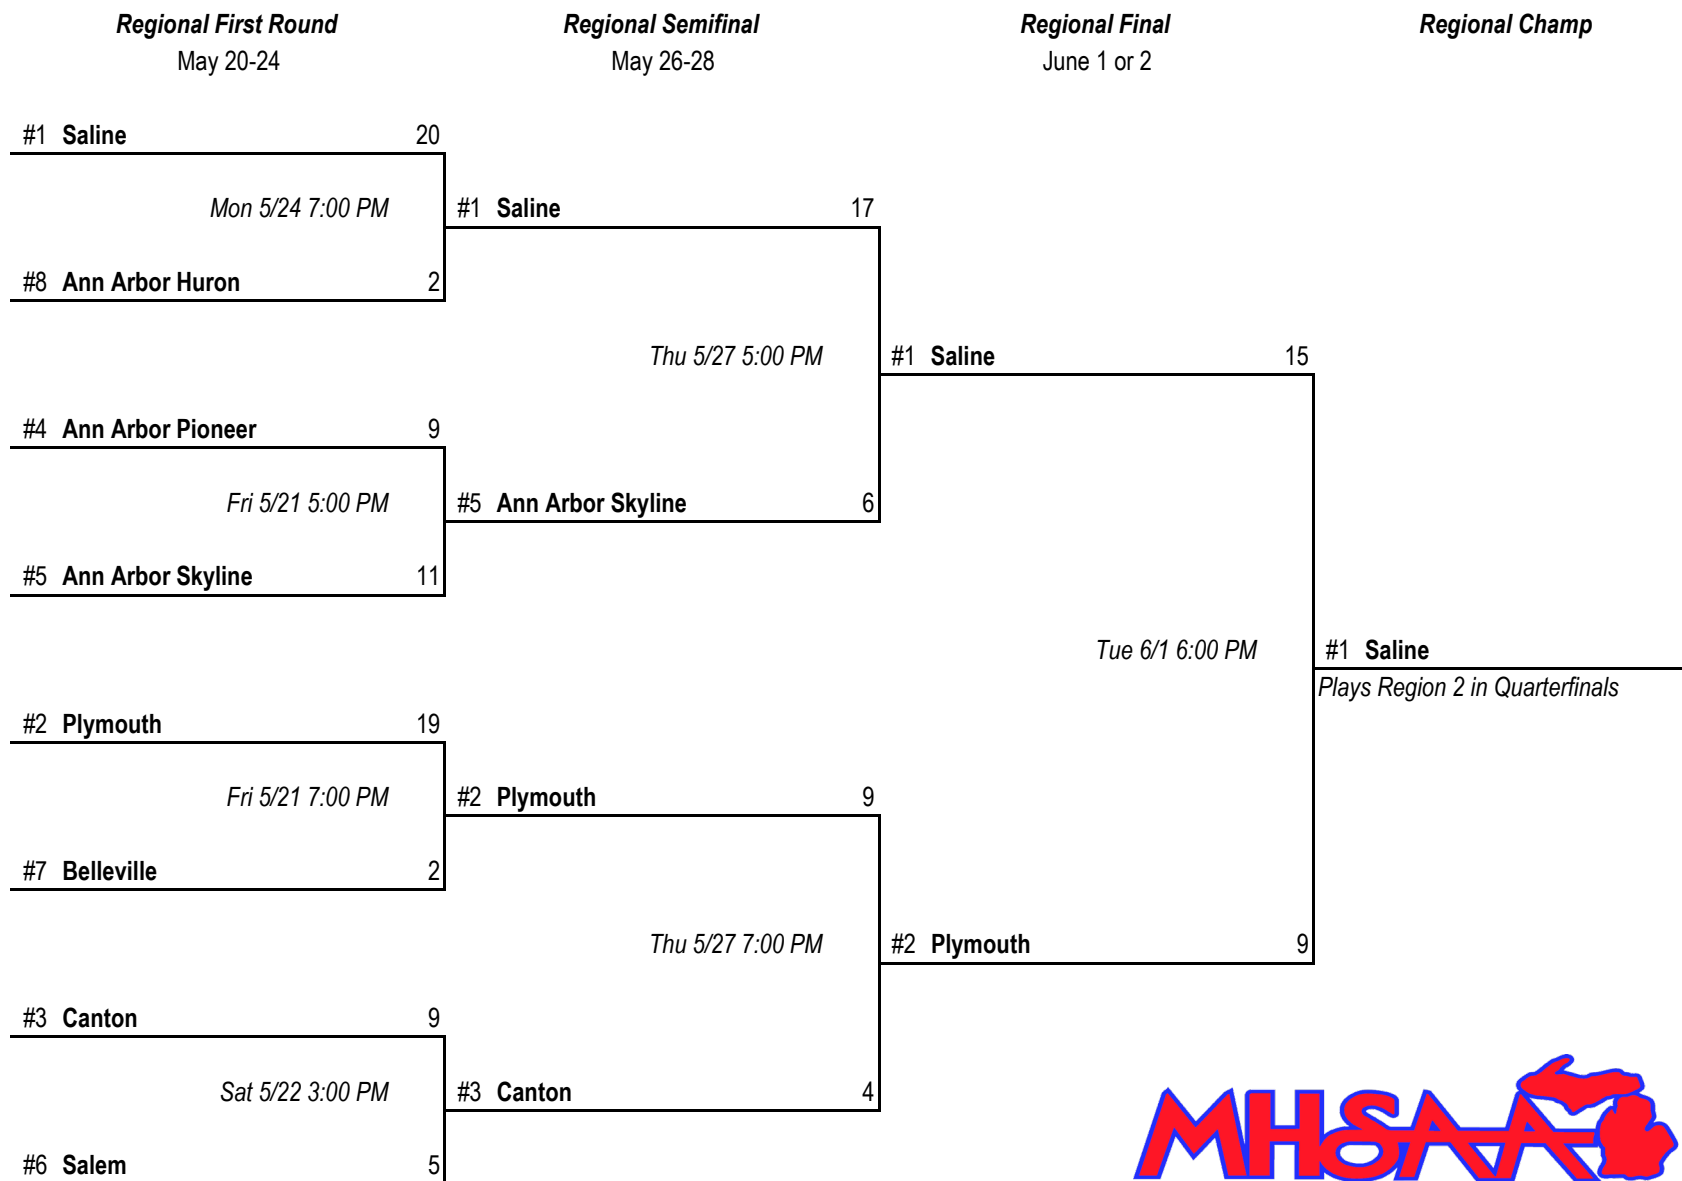 Regional First Round
May 20-24
Regional Semifinal
May 26-28
Regional Final
June 1 or 2
Regional Champ
#1 Saline 20
Mon 5/24 7:00 PM
#8 Ann Arbor Huron 2
#4 Ann Arbor Pioneer 9
Fri 5/21 5:00 PM
#5 Ann Arbor Skyline 11
#2 Plymouth 19
Fri 5/21 7:00 PM
#7 Belleville 2
#3 Canton 9
Sat 5/22 3:00 PM
#6 Salem 5
#1 Saline 17
Thu 5/27 5:00 PM
#5 Ann Arbor Skyline 6
#2 Plymouth 9
Thu 5/27 7:00 PM
#3 Canton 4
#1 Saline 15
Tue 6/1 6:00 PM
#2 Plymouth 9
#1 Saline
Plays Region 2 in Quarterfinals
MHSAA